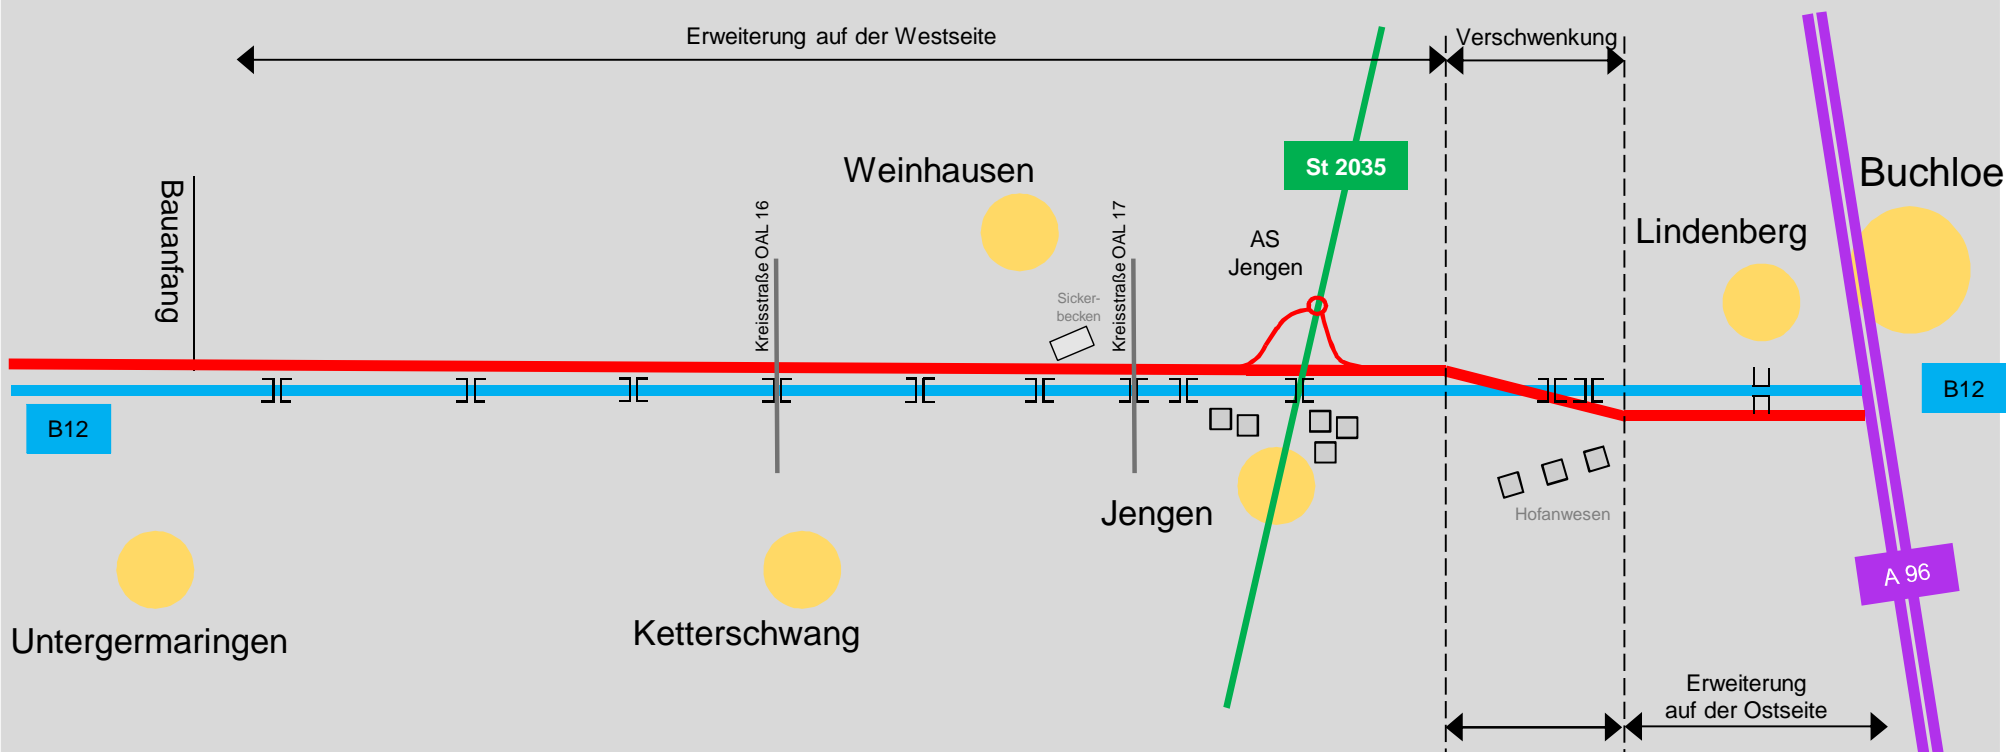 Erweiterung auf der Westseite
Verschwenkung
Weinhausen
St 2035
Buchloe
Bauanfang
Kreisstraße OAL 16
Kreisstraße OAL 17
AS
Jengen
Lindenberg
Sicker-
becken
B12
B12
Jengen
Hofanwesen
A 96
Untergermaringen
Ketterschwang
Erweiterung
auf der Ostseite